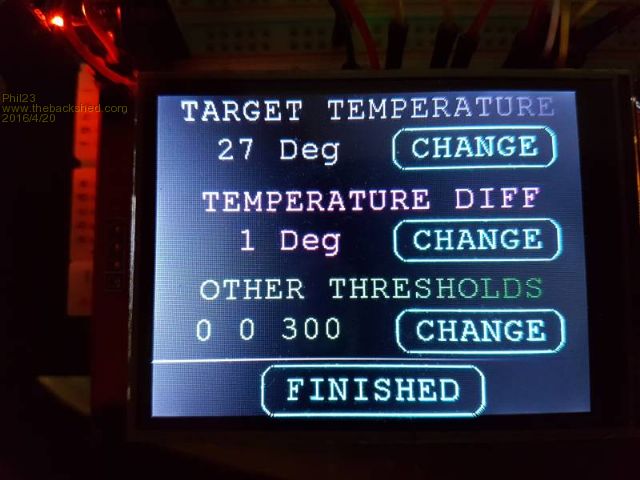 Phil23
www.thebackshed.com
2016/4/20
TARGET TEMPERATURE
27 Deg CHANGE
TEMPERATURE DIFF
1 Deg CHANGE
OTHER THRESHOLDS
0 0 300 CHANGE
FINISHED